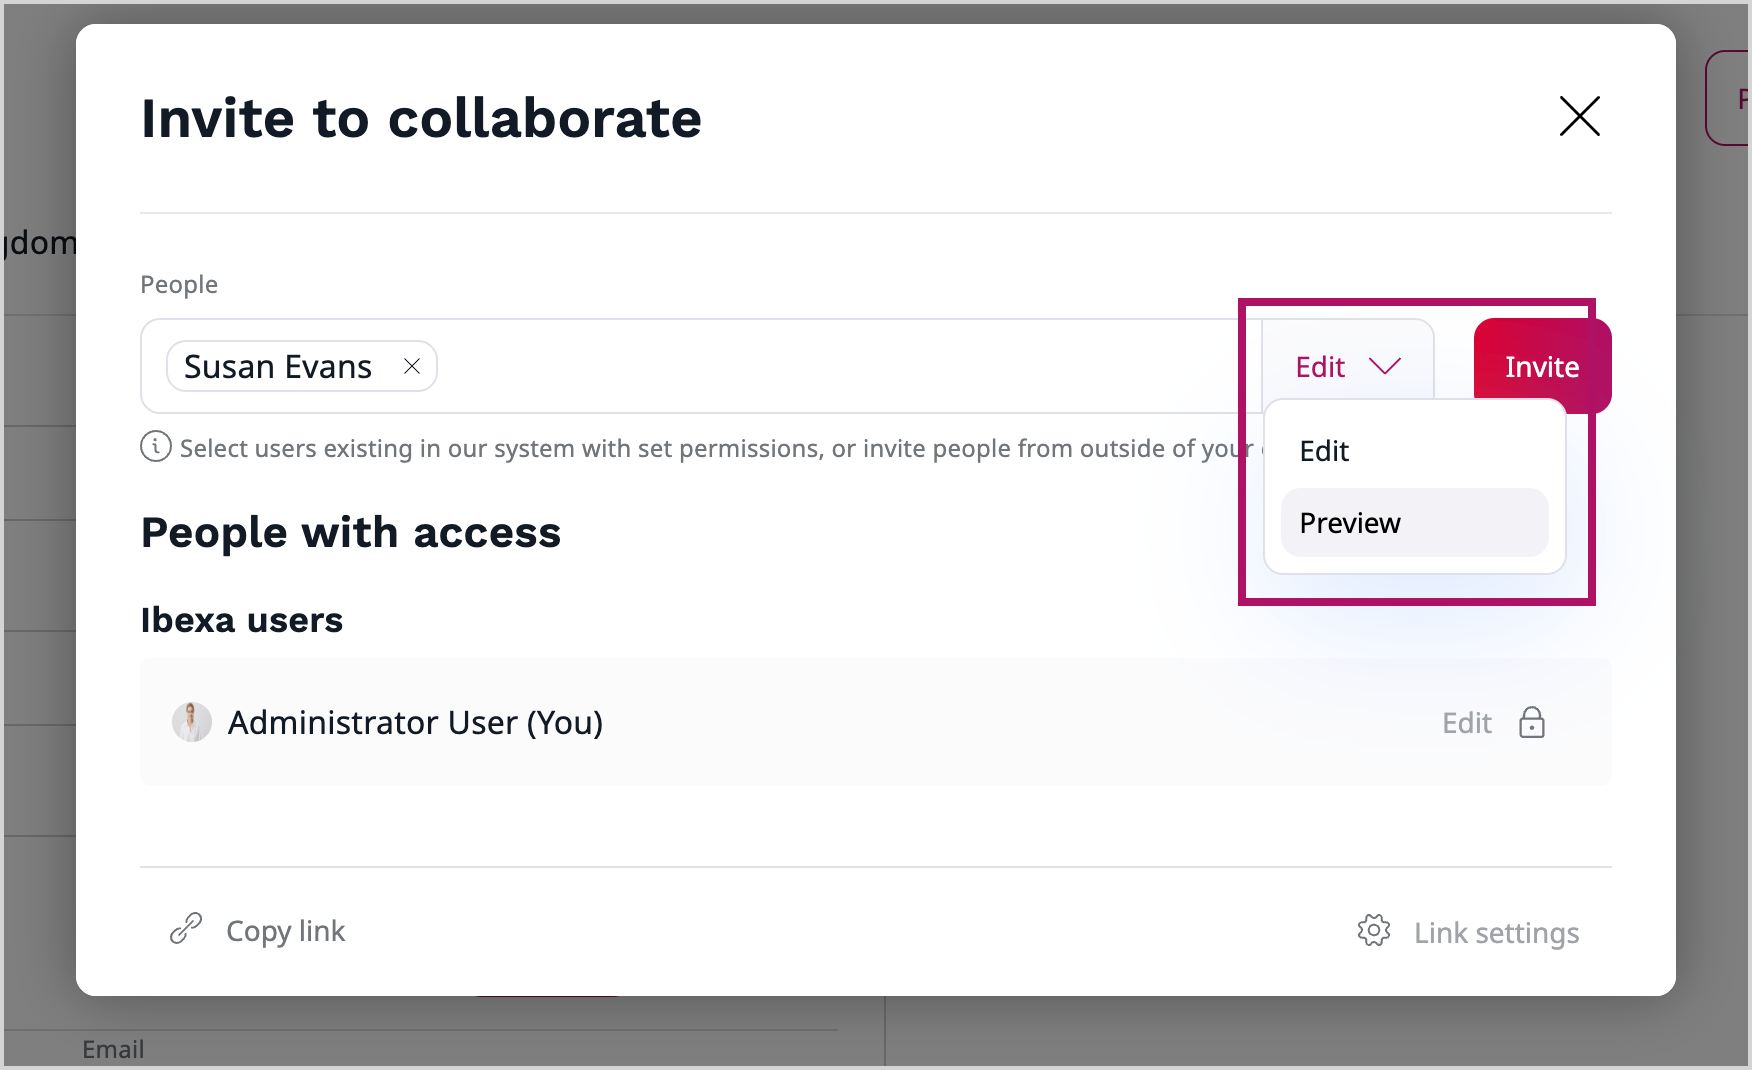 Invite to collaborate
People
Susan Evans
Edit
Invite
Select users existing in our system with set permissions, or invite people from outside of your
Edit
Preview
People with access
Ibexa users
Administrator User (You)
Edit
Copy link
Link settings
Email